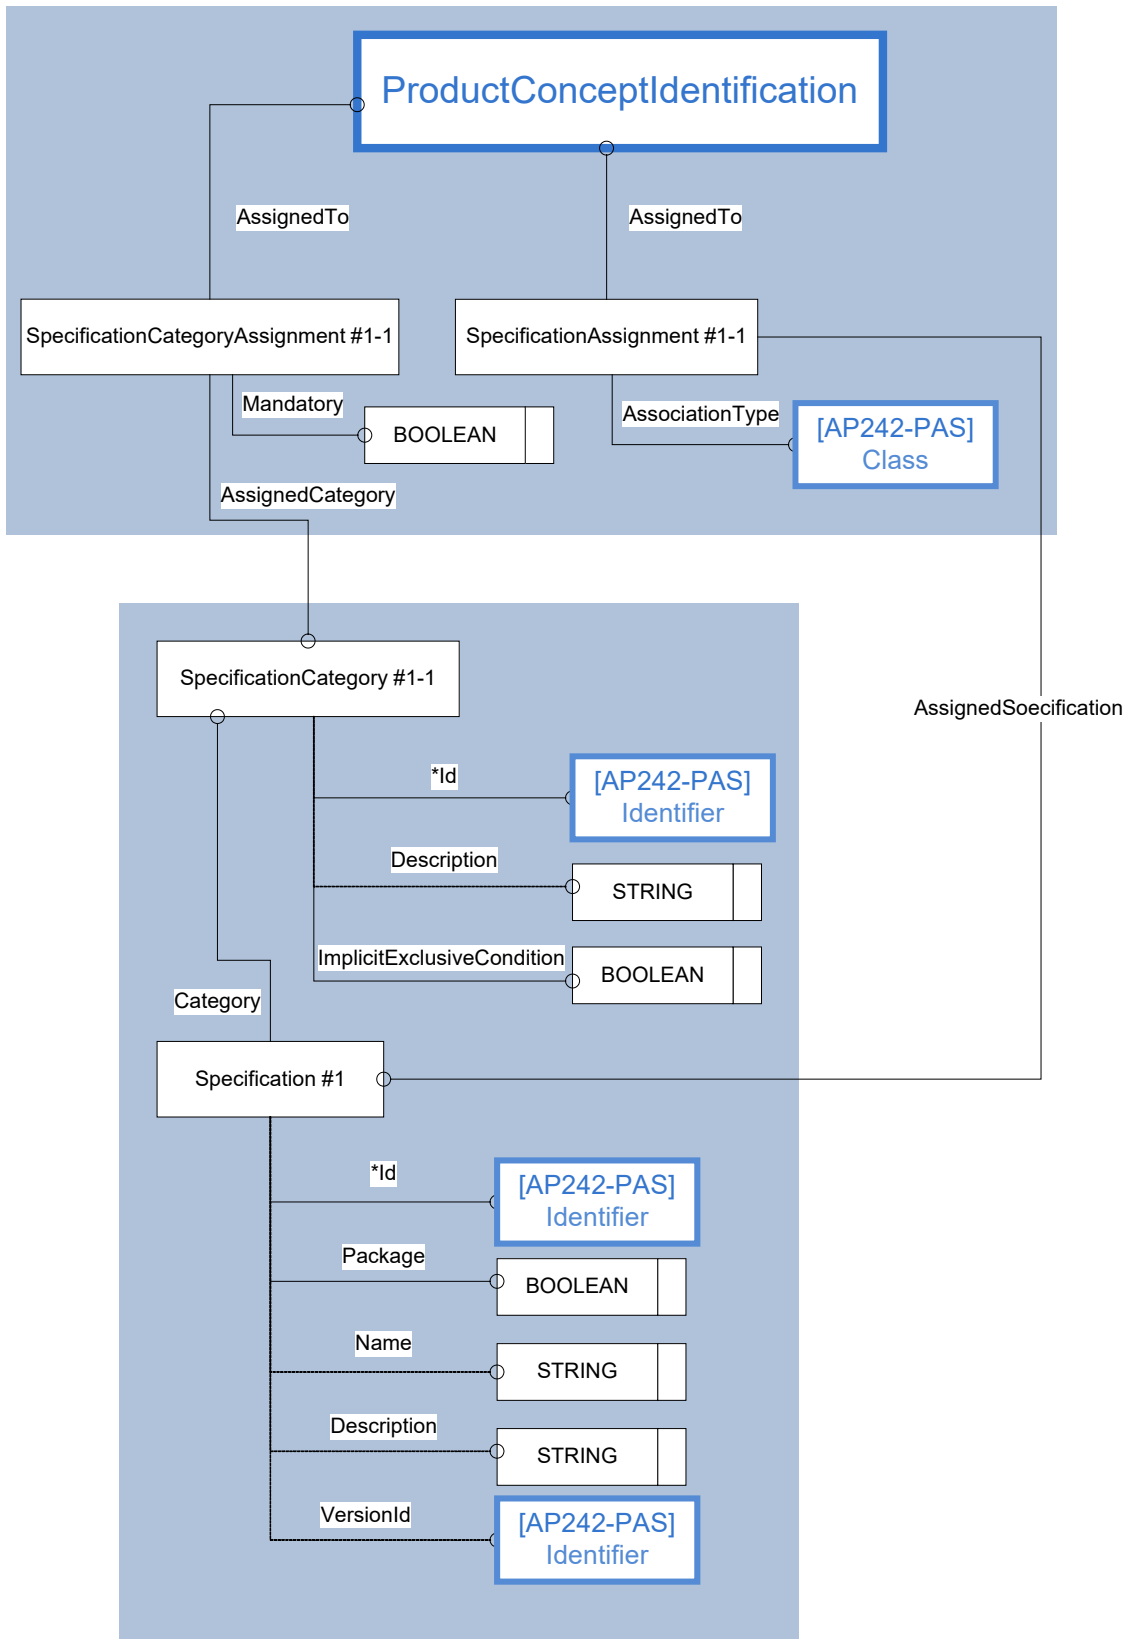 ProductConceptIdentification
AssignedTo
AssignedTo
SpecificationCategoryAssignment #1-1
SpecificationAssignment #1-1
Mandatory
BOOLEAN
AssociationType
[AP242-PAS]
Class
AssignedCategory
SpecificationCategory #1-1
AssignedSoecification
*Id
[AP242-PAS]
Identifier
Description
STRING
ImplicitExclusiveCondition
BOOLEAN
Category
Specification #1
*Id
[AP242-PAS]
Identifier
Package
BOOLEAN
Name
STRING
Description
STRING
VersionId
[AP242-PAS]
Identifier